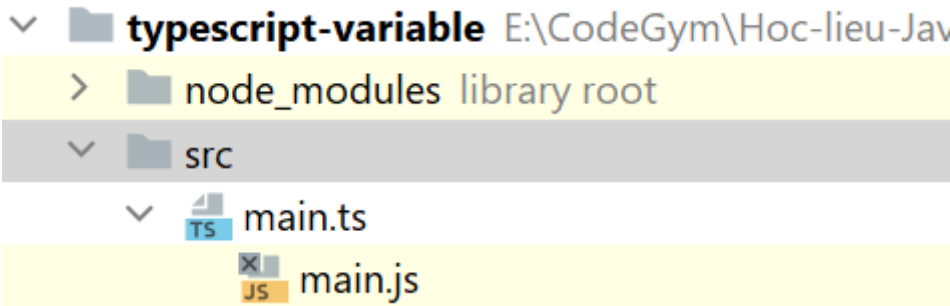 typescript-variable E:\CodeGym\Hoc-lieu-Jav
node_modules library root
src
TS main.ts
JS main.js